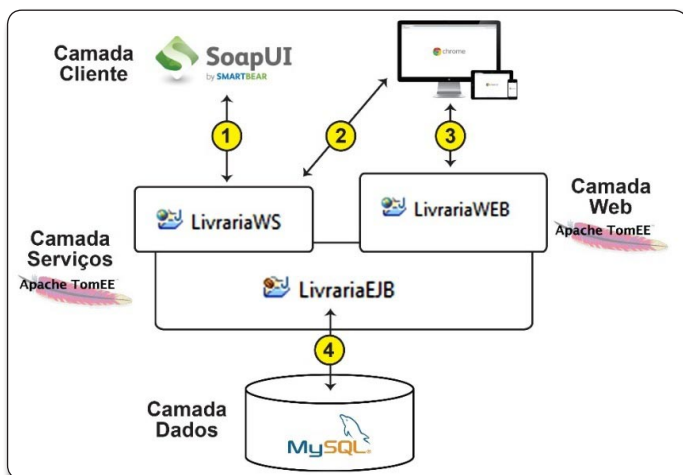 Camada
Cliente
SoapUI
by SMARTBEAR
chrome
1
2
3
LivrariaWS
LivrariaWEB
Camada
Web
Apache TomEE
Camada
Serviços
Apache TomEE
LivrariaEJB
4
Camada
Dados
MySQL